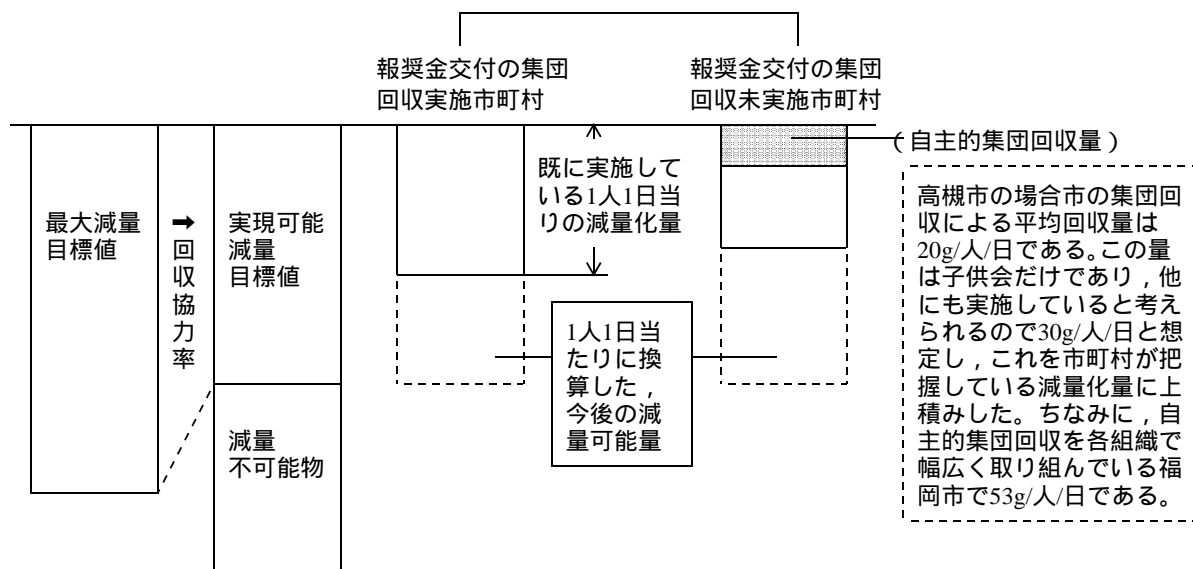 報奨金交付の集団
回収実施市町村
報奨金交付の集団
回収未実施市町村
(自主的集団回収量)
最大減量
目標値
➡
回
収
協
力
率
実現可能
減量
目標値
減量
不可能物
既に実施して
いる1人1日当
りの減量化量
1人1日当
たりに換
算した,
今後の減
量可能量
高槻市の場合市の集団回
収による平均回収量は
20g/人/日である。この量
は子供会だけであり,他
にも実施していると考え
られるので30g/人/日と想
定し,これを市町村が把
握している減量化量に上
積みした。ちなみに,自
主的集団回収を各組織で
幅広く取り組んでいる福
岡市で53g/人/日である。